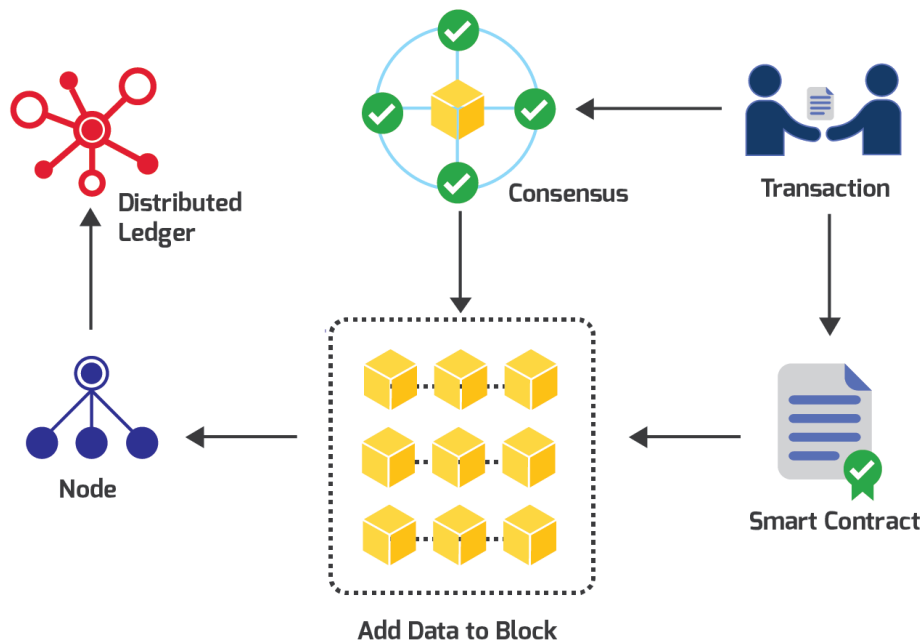 Distributed
Ledger
Consensus
Transaction
Node
Smart Contract
Add Data to Block